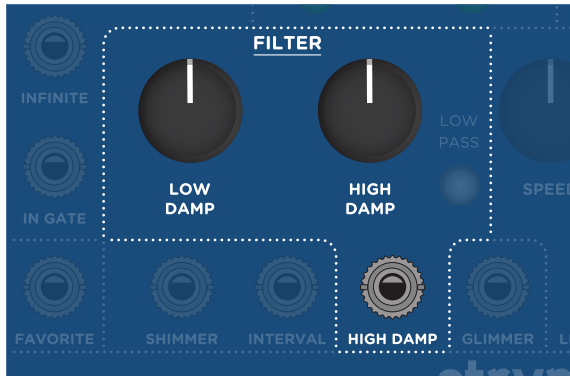 FILTER
INFINITE
LOW
PASS
LOW
DAMP
HIGH
DAMP
SPEE
IN GATE
FAVORITE
SHIMMER
INTERVAL
HIGH DAMP
GLIMMER